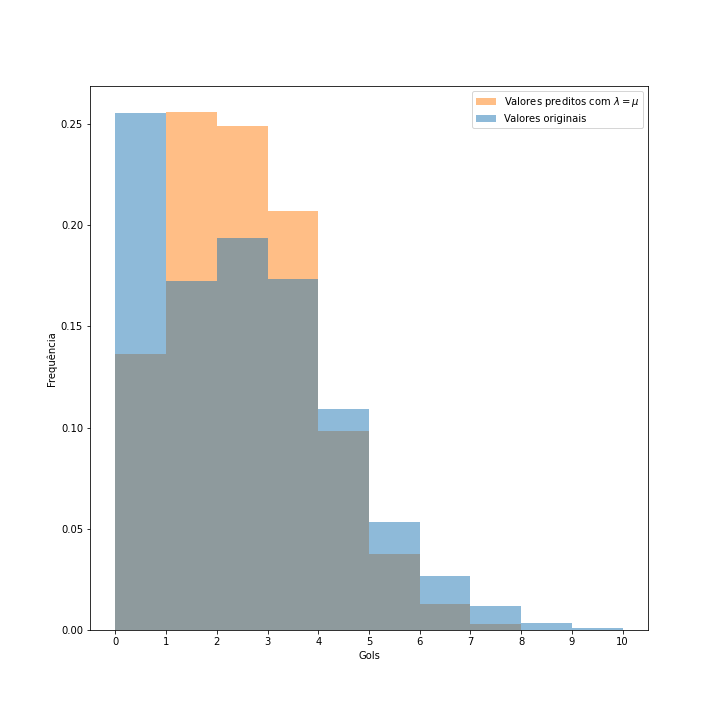 Valores preditos com λ = μ
Valores originais
0.25
0.20
0.15
0.10
0.05
0.00
Frequência
0 1 2 3 4 5 6 7 8 9 10
Gols